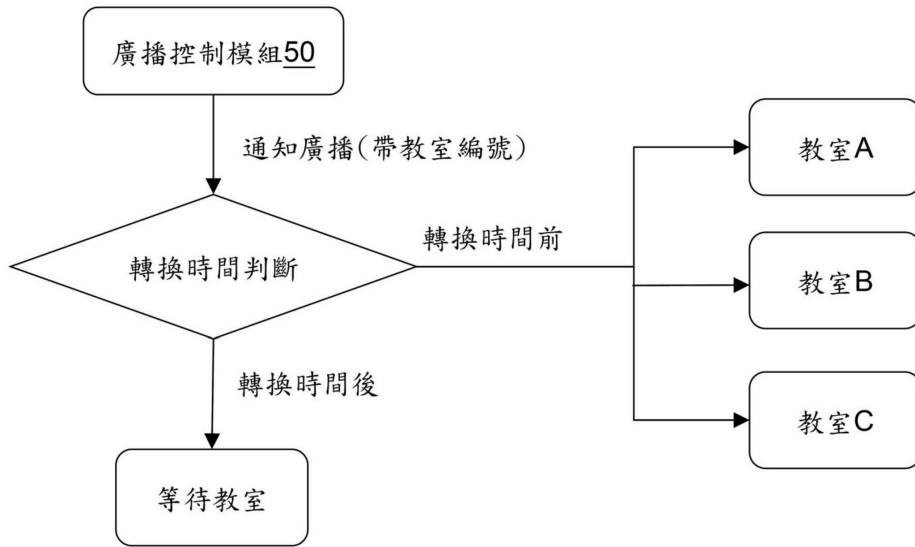 廣播控制模組50
通知廣播(帶教室編號)
轉換時間判斷
轉換時間前
教室A
教室B
教室C
轉換時間後
等待教室